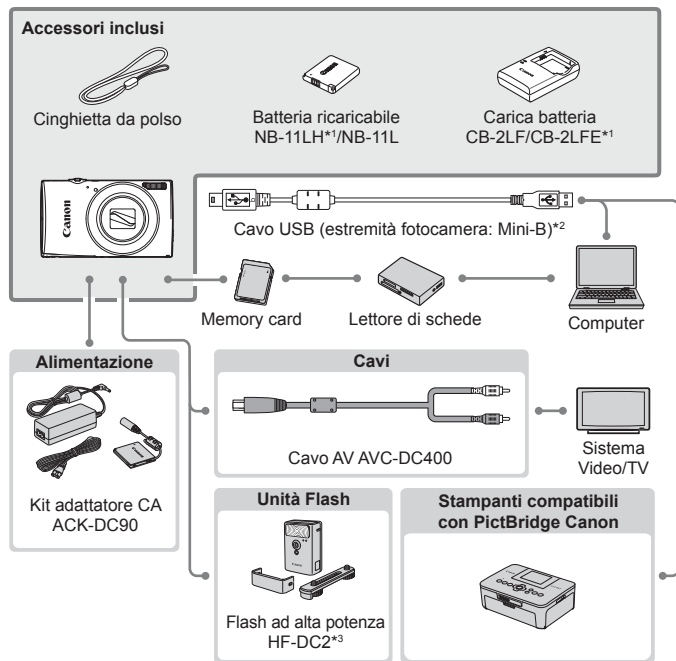 Accessori inclusi
Canon
Canon
Cinghietta da polso
Batteria ricaricabile
NB-11LH*1/NB-11L
Carica batteria
CB-2LF/CB-2LFE*1
Canon
Cavo USB (estremità fotocamera: Mini-B)*2
Memory card
Lettore di schede
Computer
Alimentazione
Kit adattatore CA
ACK-DC90
Cavi
Cavo AV AVC-DC400
Sistema
Video/TV
Unità Flash
Flash ad alta potenza
HF-DC2*3
Stampanti compatibili
con PictBridge Canon